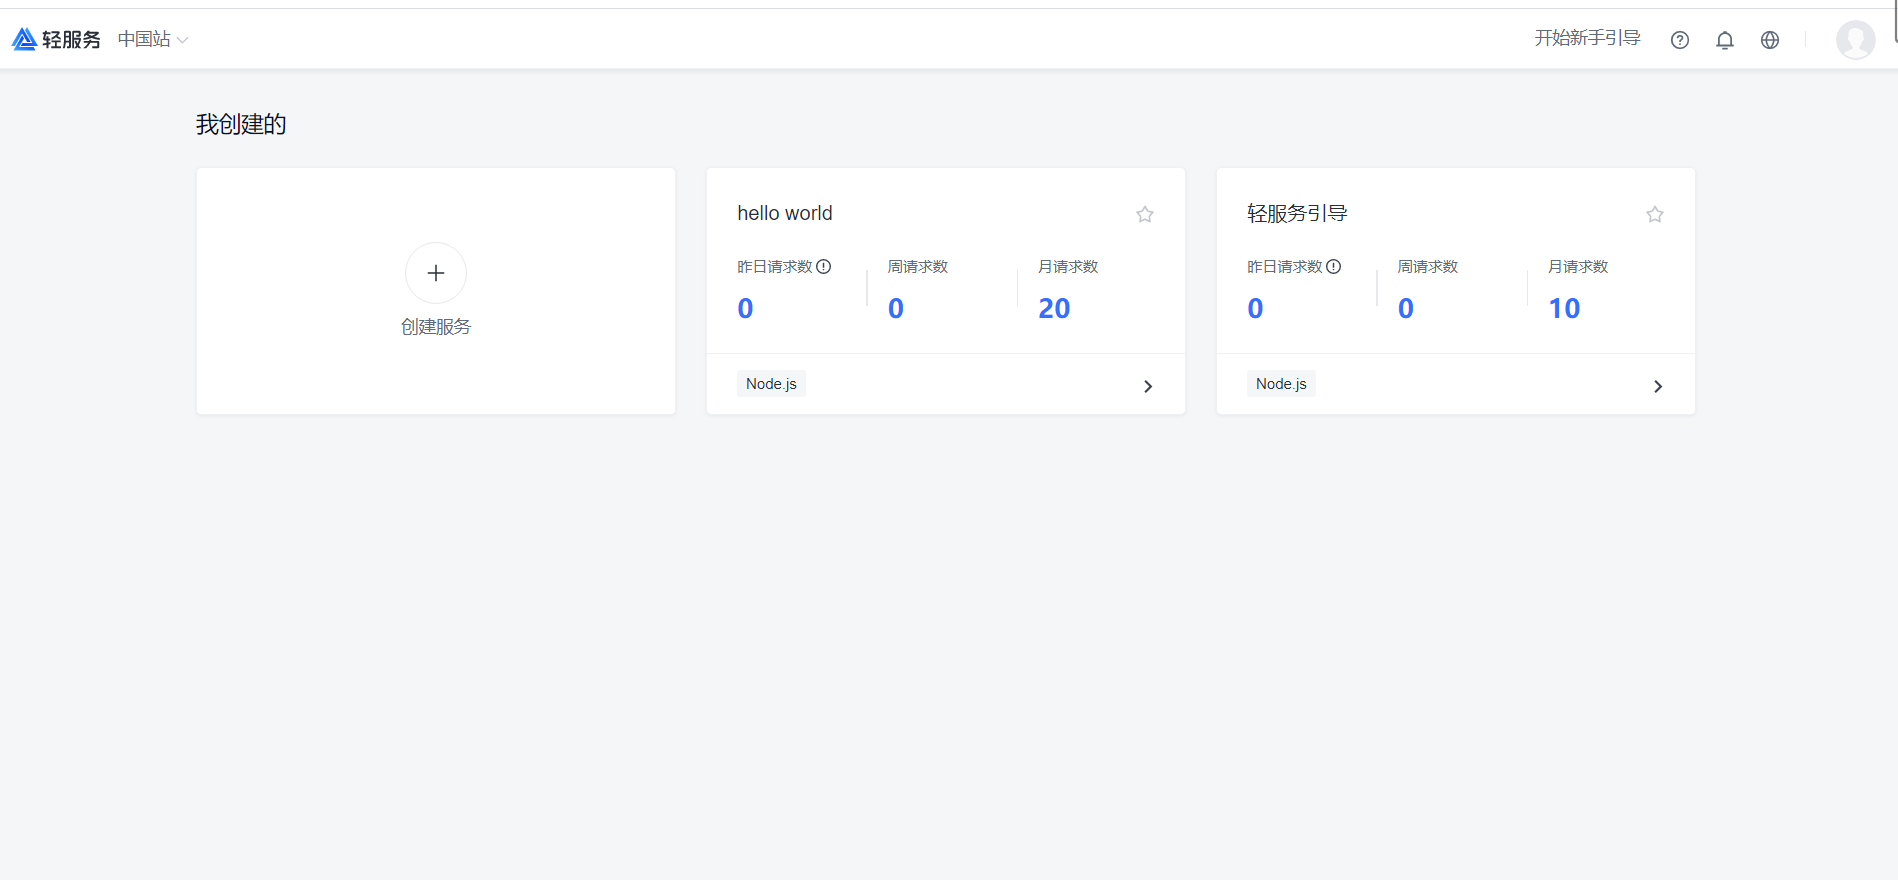 轻服务 中国站
开始新手引导
我创建的
创建服务
hello world
昨日请求数 周请求数 月请求数
0 0 20
Node.js
轻服务引导
昨日请求数 周请求数 月请求数
0 0 10
Node.js